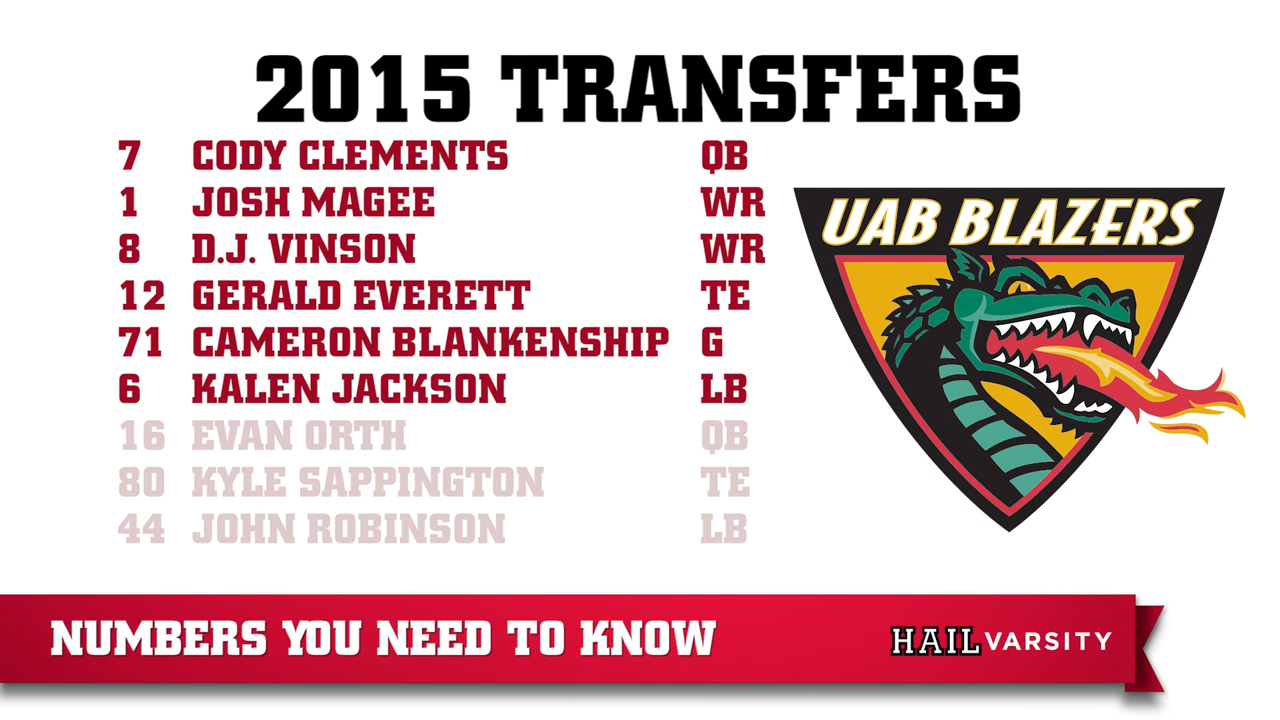 2015 TRANSFERS
7 CODY CLEMENTS QB
1 JOSH MAGEE WR
8 D.J. VINSON WR
12 GERALD EVERETT TE
71 CAMERON BLANKENSHIP G
6 KALEN JACKSON LB
16 EVAN ORTH QB
80 KYLE SAPPINGTON TE
44 JOHN ROBINSON LB
UAB BLAZERS
NUMBERS YOU NEED TO KNOW
HAIL VARSITY